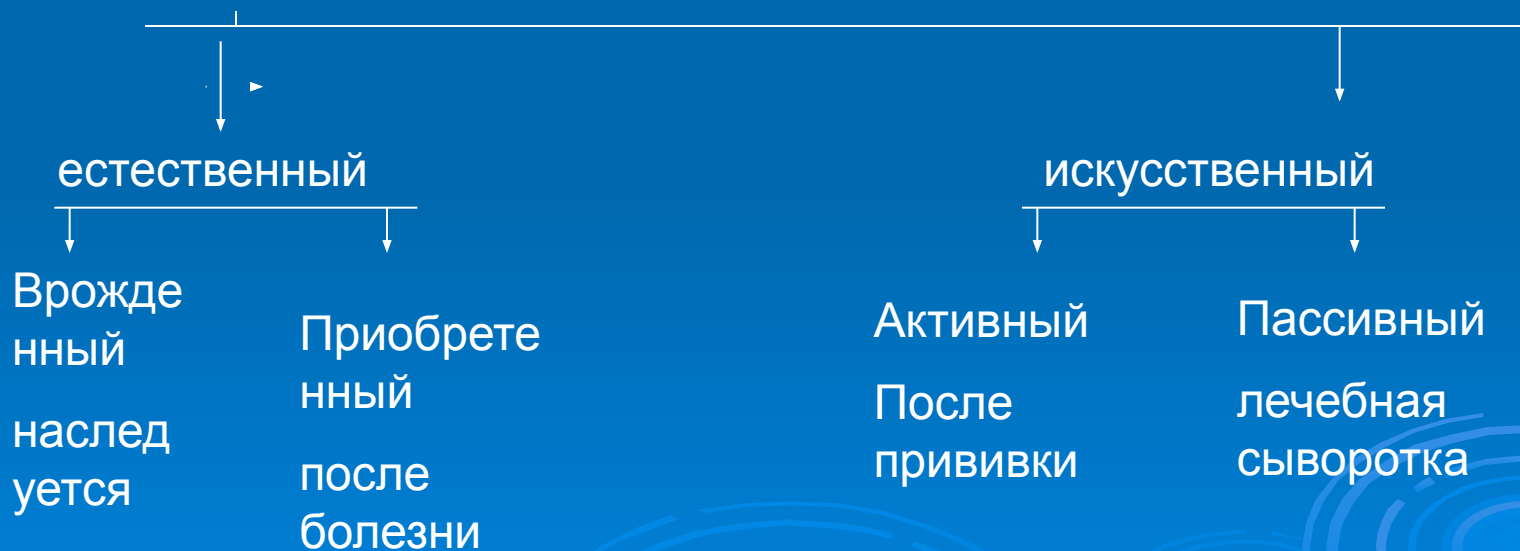 естественный
искусственный
Врожде
нный
наслед
уется
Приобрете
нный
после
болезни
Активный
После
прививки
Пассивный
лечебная
сыворотка